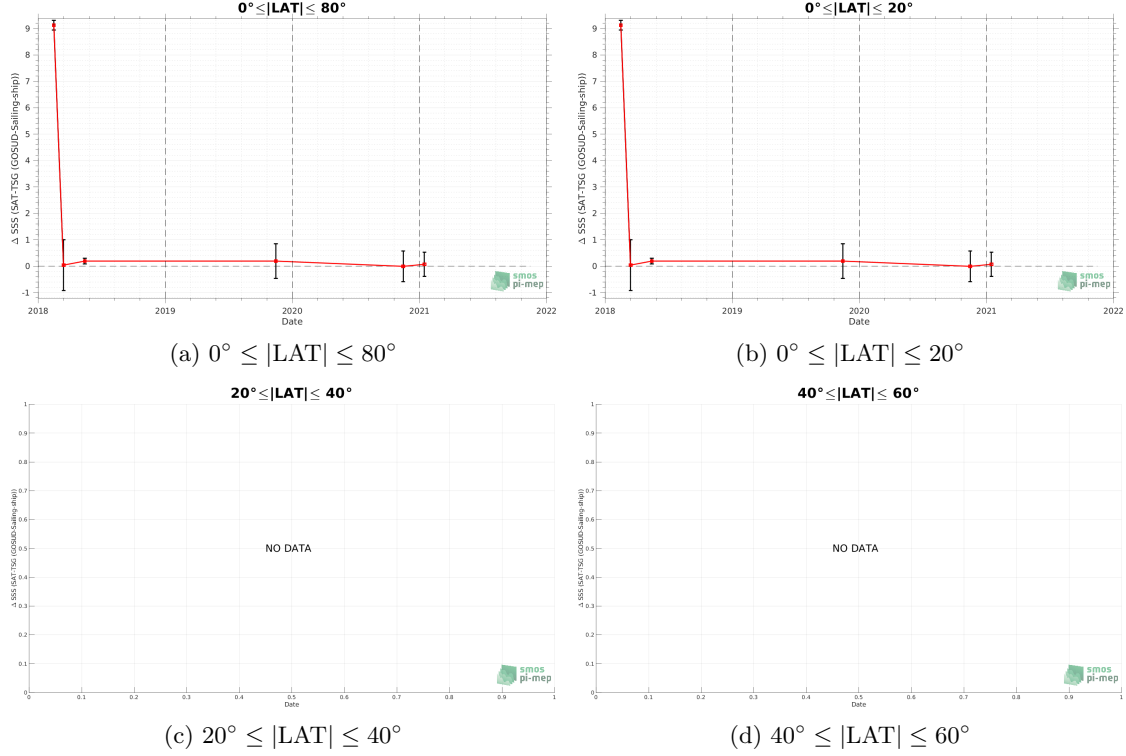 0°≤|LAT|≤ 80°
Δ SSS (SAT-TSG (GOSUD-Sailing-ship))
9
8
7
6
5
4
3
2
1
0
-1
2018 2019 2020 2021 2022
Date
smos
pi-mep
(a) 0° ≤ |LAT| ≤ 80°
0°≤|LAT|≤ 20°
Δ SSS (SAT-TSG (GOSUD-Sailing-ship))
9
8
7
6
5
4
3
2
1
0
-1
2018 2019 2020 2021 2022
Date
smos
pi-mep
(b) 0° ≤ |LAT| ≤ 20°
20°≤|LAT|≤ 40°
Δ SSS (SAT-TSG (GOSUD-Sailing-ship))
1
0.9
0.8
0.7
0.6
0.5
0.4
0.3
0.2
0.1
0
NO DATA
0 0.1 0.2 0.3 0.4 0.5 0.6 0.7 0.8 0.9 1
Date
smos
pi-mep
(c) 20° ≤ |LAT| ≤ 40°
40°≤|LAT|≤ 60°
Δ SSS (SAT-TSG (GOSUD-Sailing-ship))
1
0.9
0.8
0.7
0.6
0.5
0.4
0.3
0.2
0.1
0
NO DATA
0 0.1 0.2 0.3 0.4 0.5 0.6 0.7 0.8 0.9 1
Date
smos
pi-mep
(d) 40° ≤ |LAT| ≤ 60°